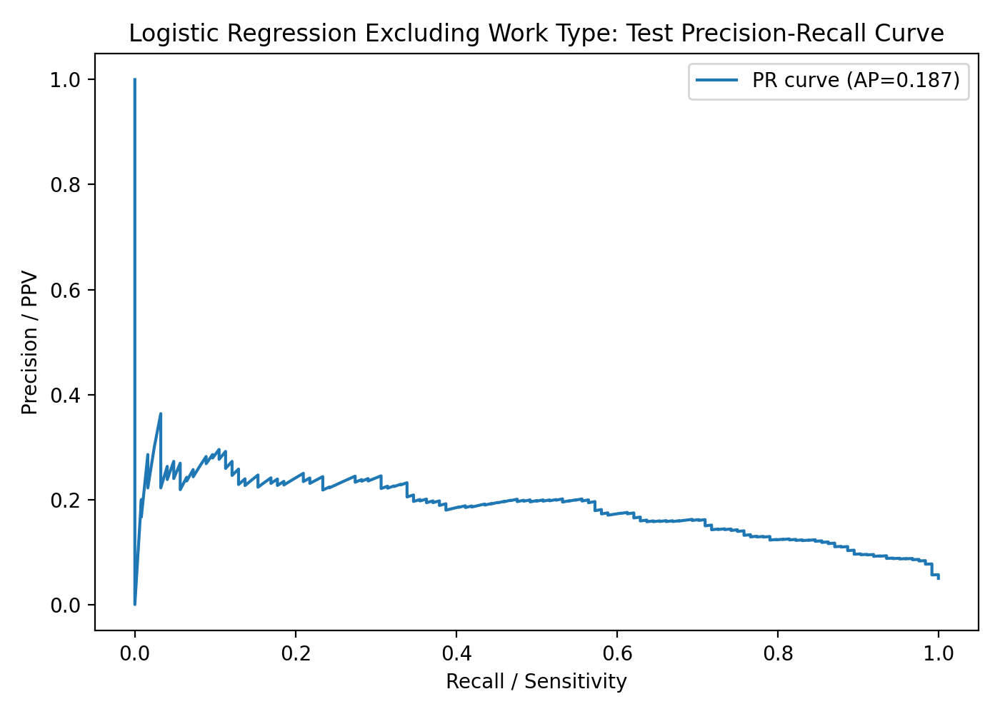 Logistic Regression Excluding Work Type: Test Precision-Recall Curve
PR curve (AP=0.187)
Precision / PPV
1.0
0.8
0.6
0.4
0.2
0.0
0.0 0.2 0.4 0.6 0.8 1.0
Recall / Sensitivity